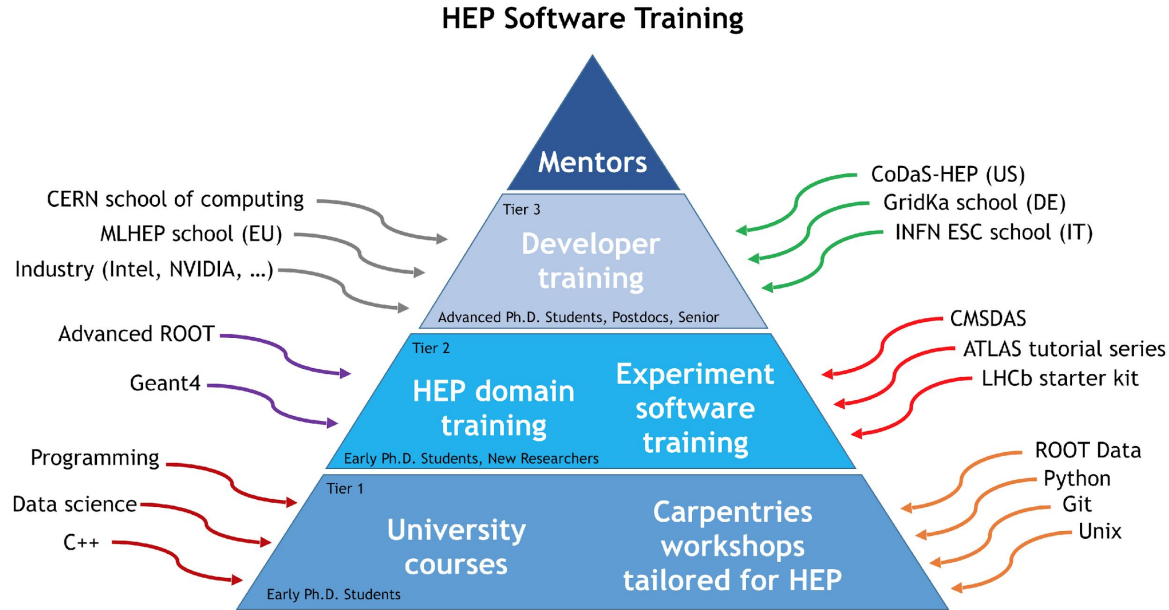 HEP Software Training
Mentors
CERN school of computing
MLHEP school (EU)
Industry (Intel, NVIDIA, ...)
Tier 3
Developer
training
Advanced Ph.D. Students, Postdocs, Senior
CoDaS-HEP (US)
GridKa school (DE)
INFN ESC school (IT)
Advanced ROOT
Geant4
Tier 2
HEP domain
training
Experiment
software
training
Early Ph.D. Students, New Researchers
CMSDAS
ATLAS tutorial series
LHCb starter kit
Programming
Data science
C++
Tier 1
University
courses
Carpentries
workshops
tailored for HEP
Early Ph.D. Students
ROOT Data
Python
Git
Unix